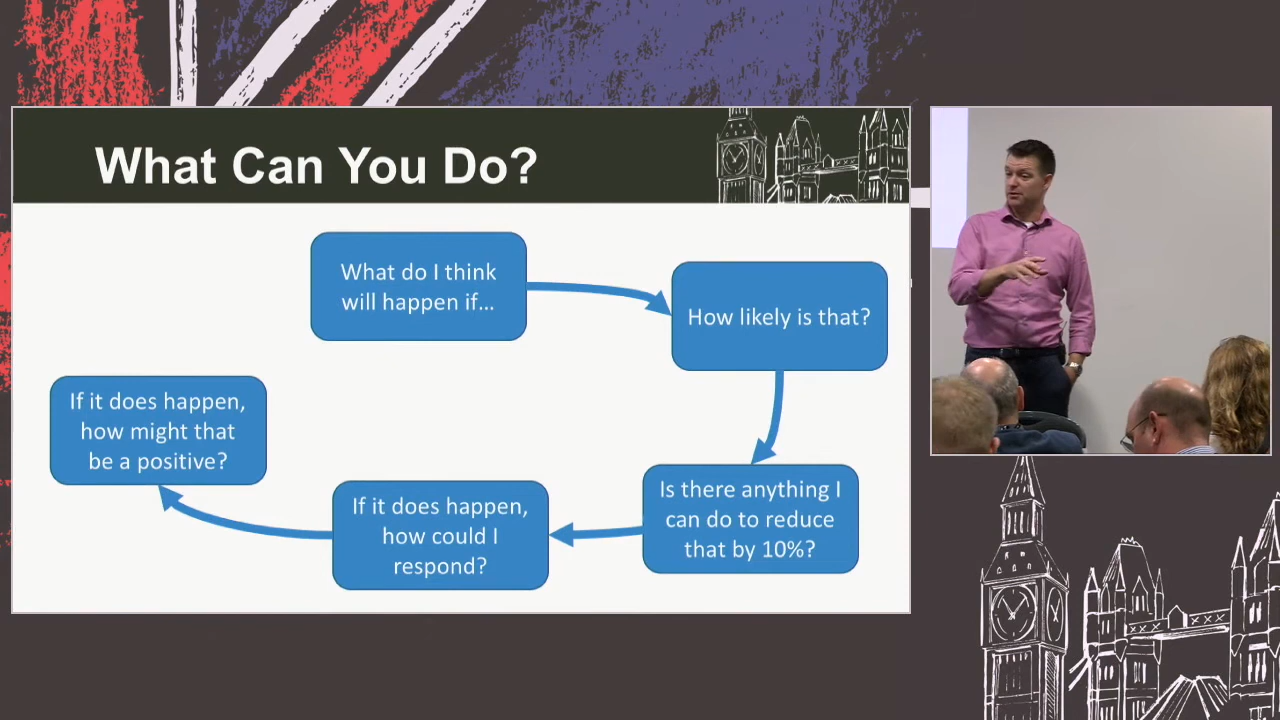 What Can You Do?
What do I think
will happen if...
How likely is that?
Is there anything I
can do to reduce
that by 10%?
If it does happen,
how could I
respond?
If it does happen,
how might that
be a positive?